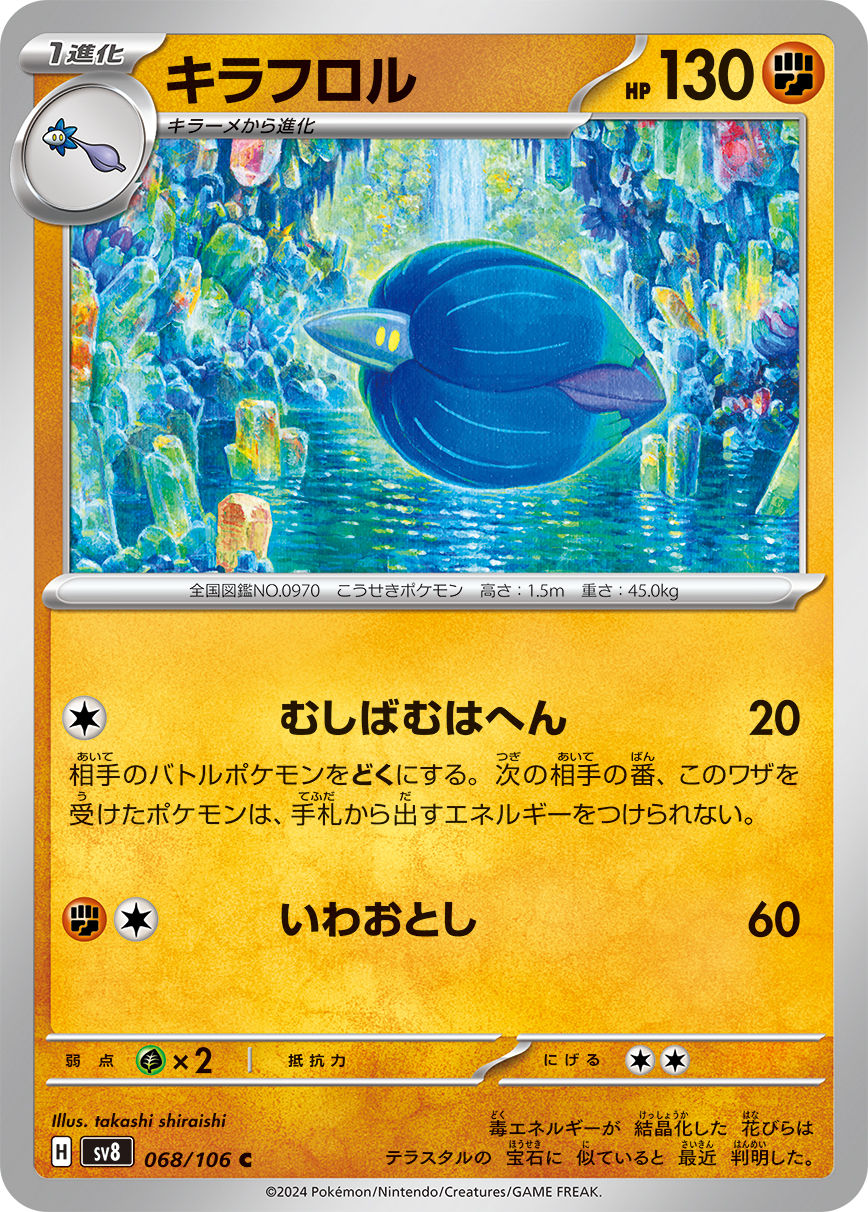 1進化
キラフロル
HP 130
キラーメから進化
全国図鑑NO.0970 こうせきポケモン 高さ：1.5m 重さ：45.0kg
むしばむはへん 20
相手のバトルポケモンをどくにする。次の相手の番、このワザを
受けたポケモンは、手札から出すエネルギーをつけられない。
いわおとし 60
弱点 ×2 抵抗力 にげる
Illus. takashi shiraishi
毒エネルギーが 結晶化した 花びらは
テラスタルの 宝石に 似ていると 最近 判明した。
H sv8 068/106 C
©2024 Pokémon/Nintendo/Creatures/GAME FREAK.